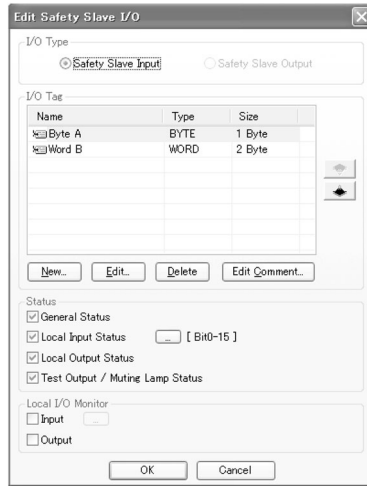 Edit Safety Slave I/O
I/O Type
Safety Slave Input Safety Slave Output
I/O Tag
Name Type Size
Byte A BYTE 1 Byte
Word B WORD 2 Byte
New... Edit... Delete Edit Comment...
Status
General Status
Local Input Status ... [ Bit0-15 ]
Local Output Status
Test Output / Muting Lamp Status
Local I/O Monitor
Input ...
Output
OK Cancel